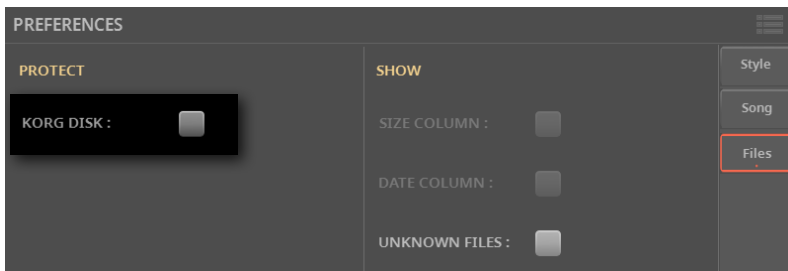 PREFERENCES
PROTECT
KORG DISK :
SHOW
SIZE COLUMN :
DATE COLUMN :
UNKNOWN FILES :
Style
Song
Files